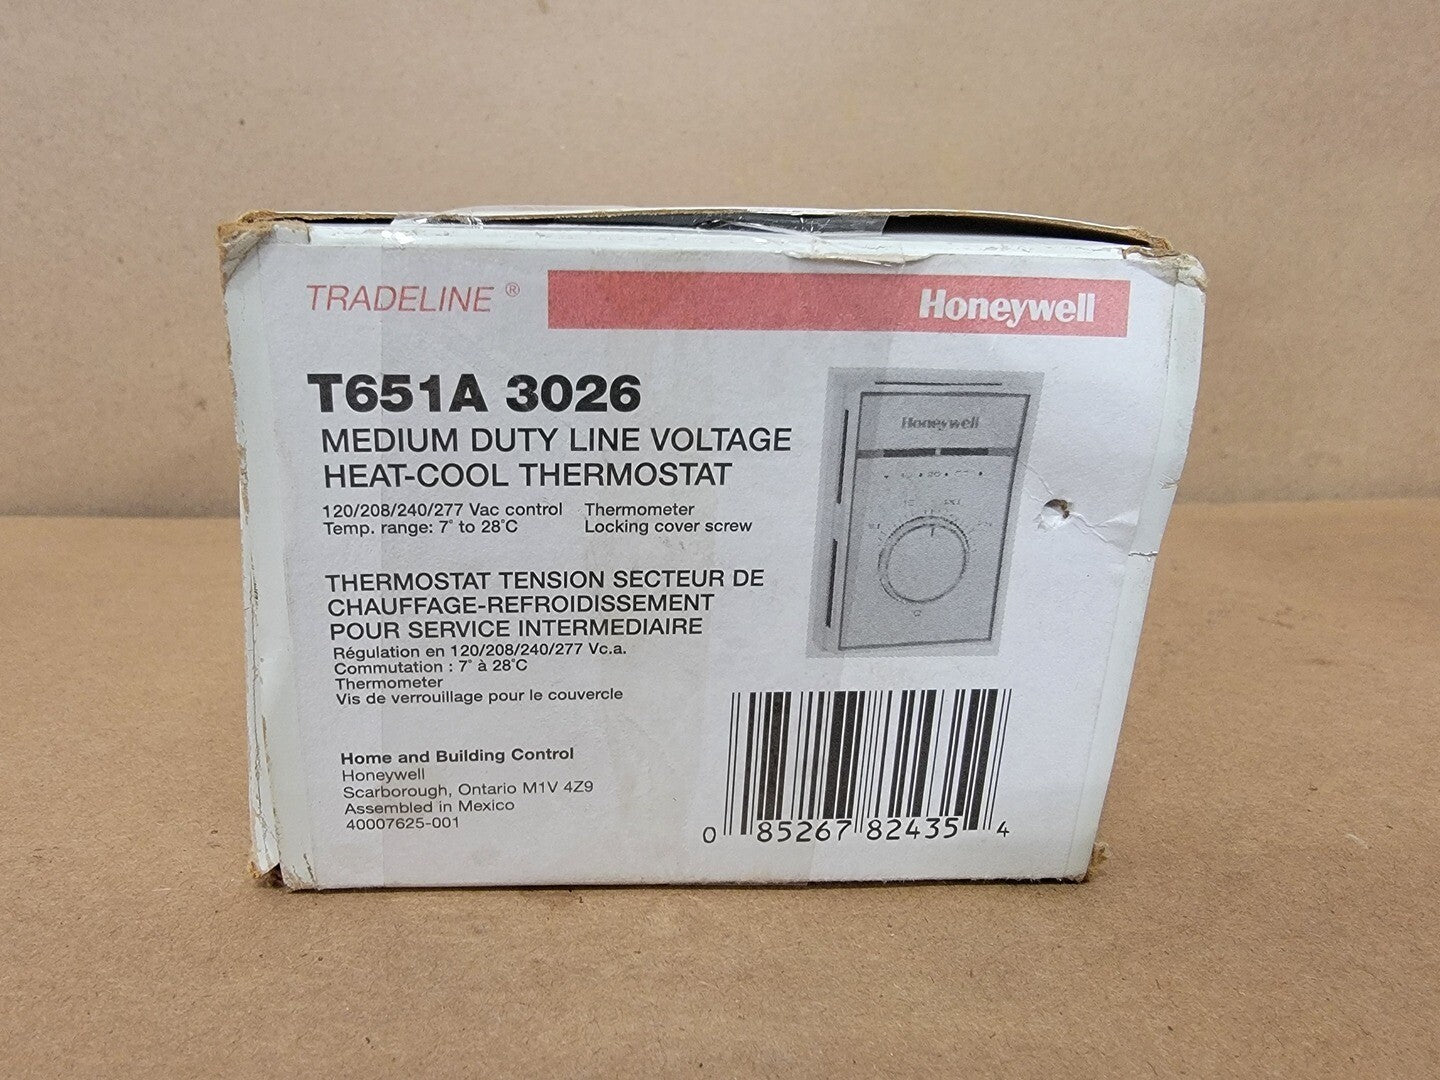 TRADELINE ®
Honeywell
T651A 3026
MEDIUM DUTY LINE VOLTAGE
HEAT-COOL THERMOSTAT
120/208/240/277 Vac control
Temp. range: 7° to 28°C
Thermometer
Locking cover screw
THERMOSTAT TENSION SECTEUR DE
CHAUFFAGE-REFROIDISSEMENT
POUR SERVICE INTERMEDIAIRE
Régulation en 120/208/240/277 Vc.a.
Commutation : 7° à 28°C
Thermometer
Vis de verrouillage pour le couvercle
Honeywell
Home and Building Control
Honeywell
Scarborough, Ontario M1V 4Z9
Assembled in Mexico
40007625-001
0 85267 82435 4